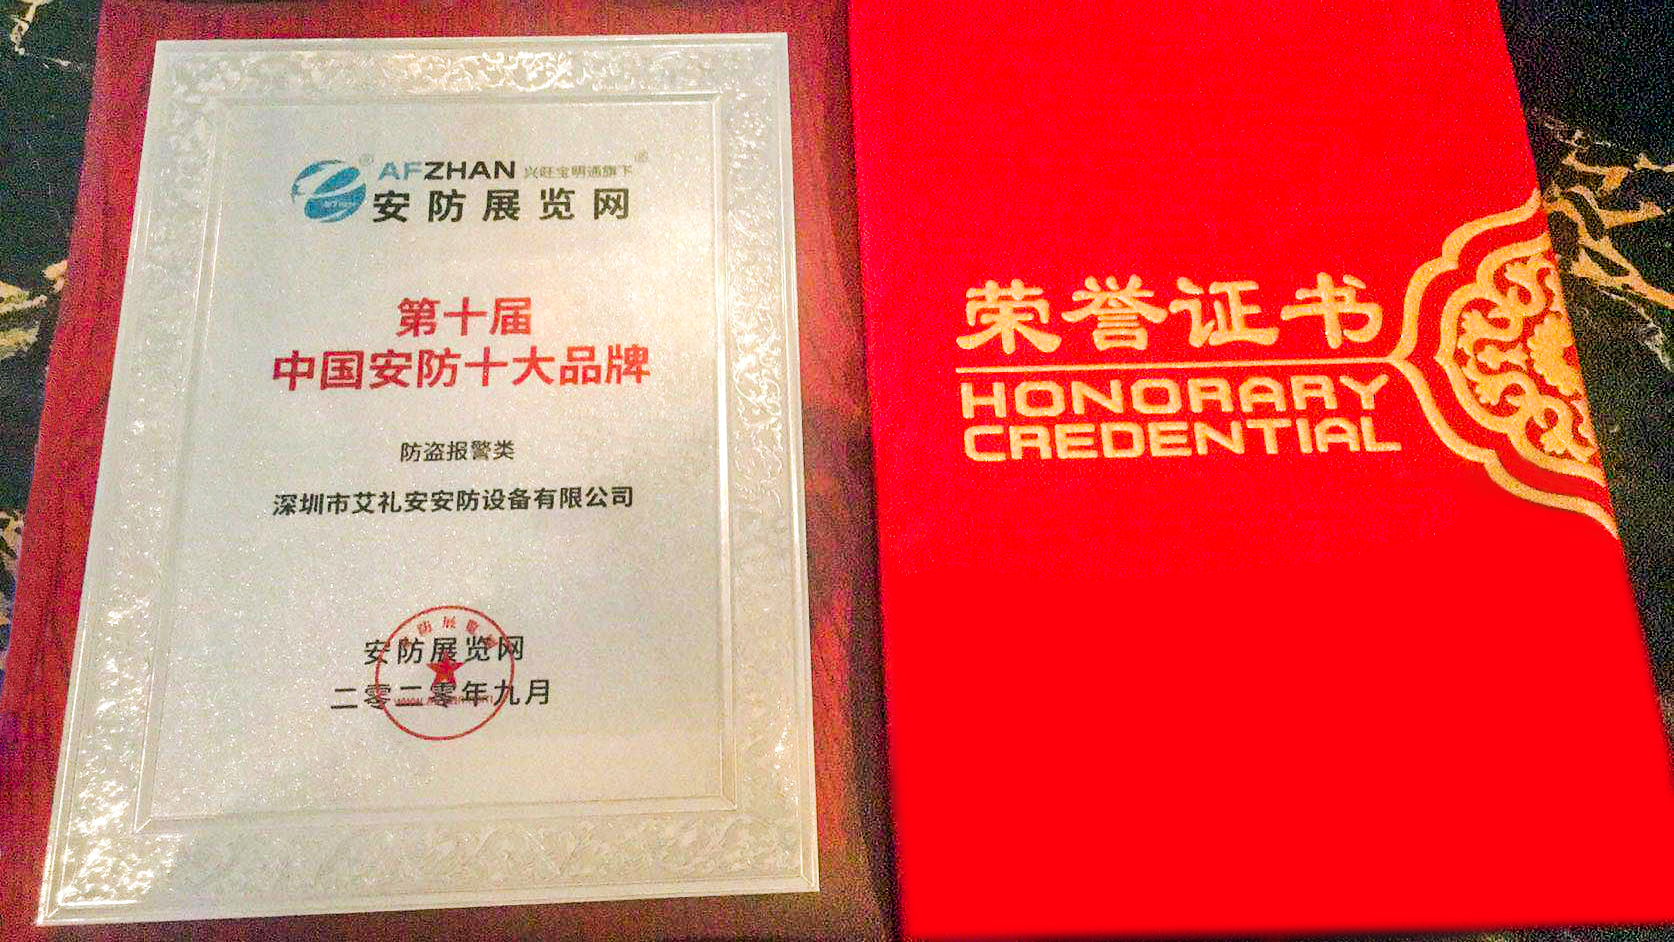 AFZHAN 兴旺宝明通旗下
安防展览网
第十届
中国安防十大品牌
防盗报警类
深圳市艾礼安安防设备有限公司
安防展览网
二零二零年九月
荣誉证书
HONORARY
CREDENTIAL